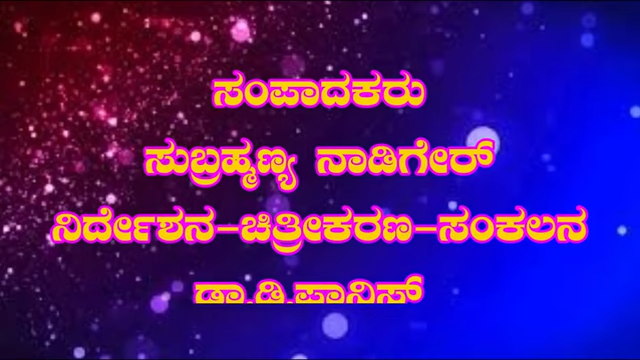 ಸಂಪಾದಕರು
ಸುಬ್ರಹ್ಮಣ್ಯ ನಾಡಿಗೇರ್
ನಿರ್ದೇಶನ-ಚಿತ್ರೀಕರಣ-ಸಂಕಲನ
ಡಾ.ಡಿ.ಫ್ರಾನ್ಸಿಸ್